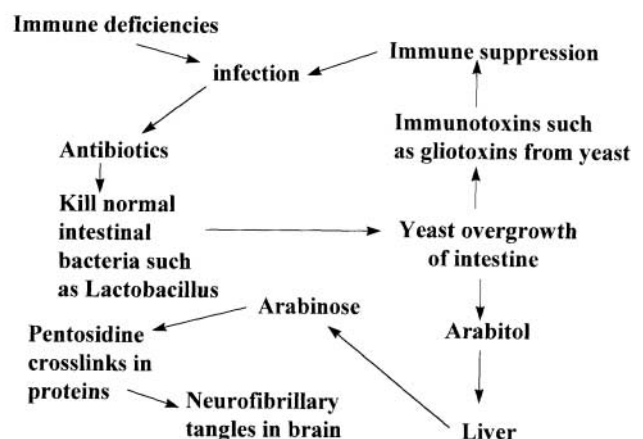 Immune deficiencies
infection
Immune suppression
Antibiotics
Immunotoxins such
as gliotoxins from yeast
Kill normal
intestinal
bacteria such
as Lactobacillus
Yeast overgrowth
of intestine
Arabinose
Arabitol
Pentosidine
crosslinks in
proteins
Neurofibrillary
tangles in brain
Liver